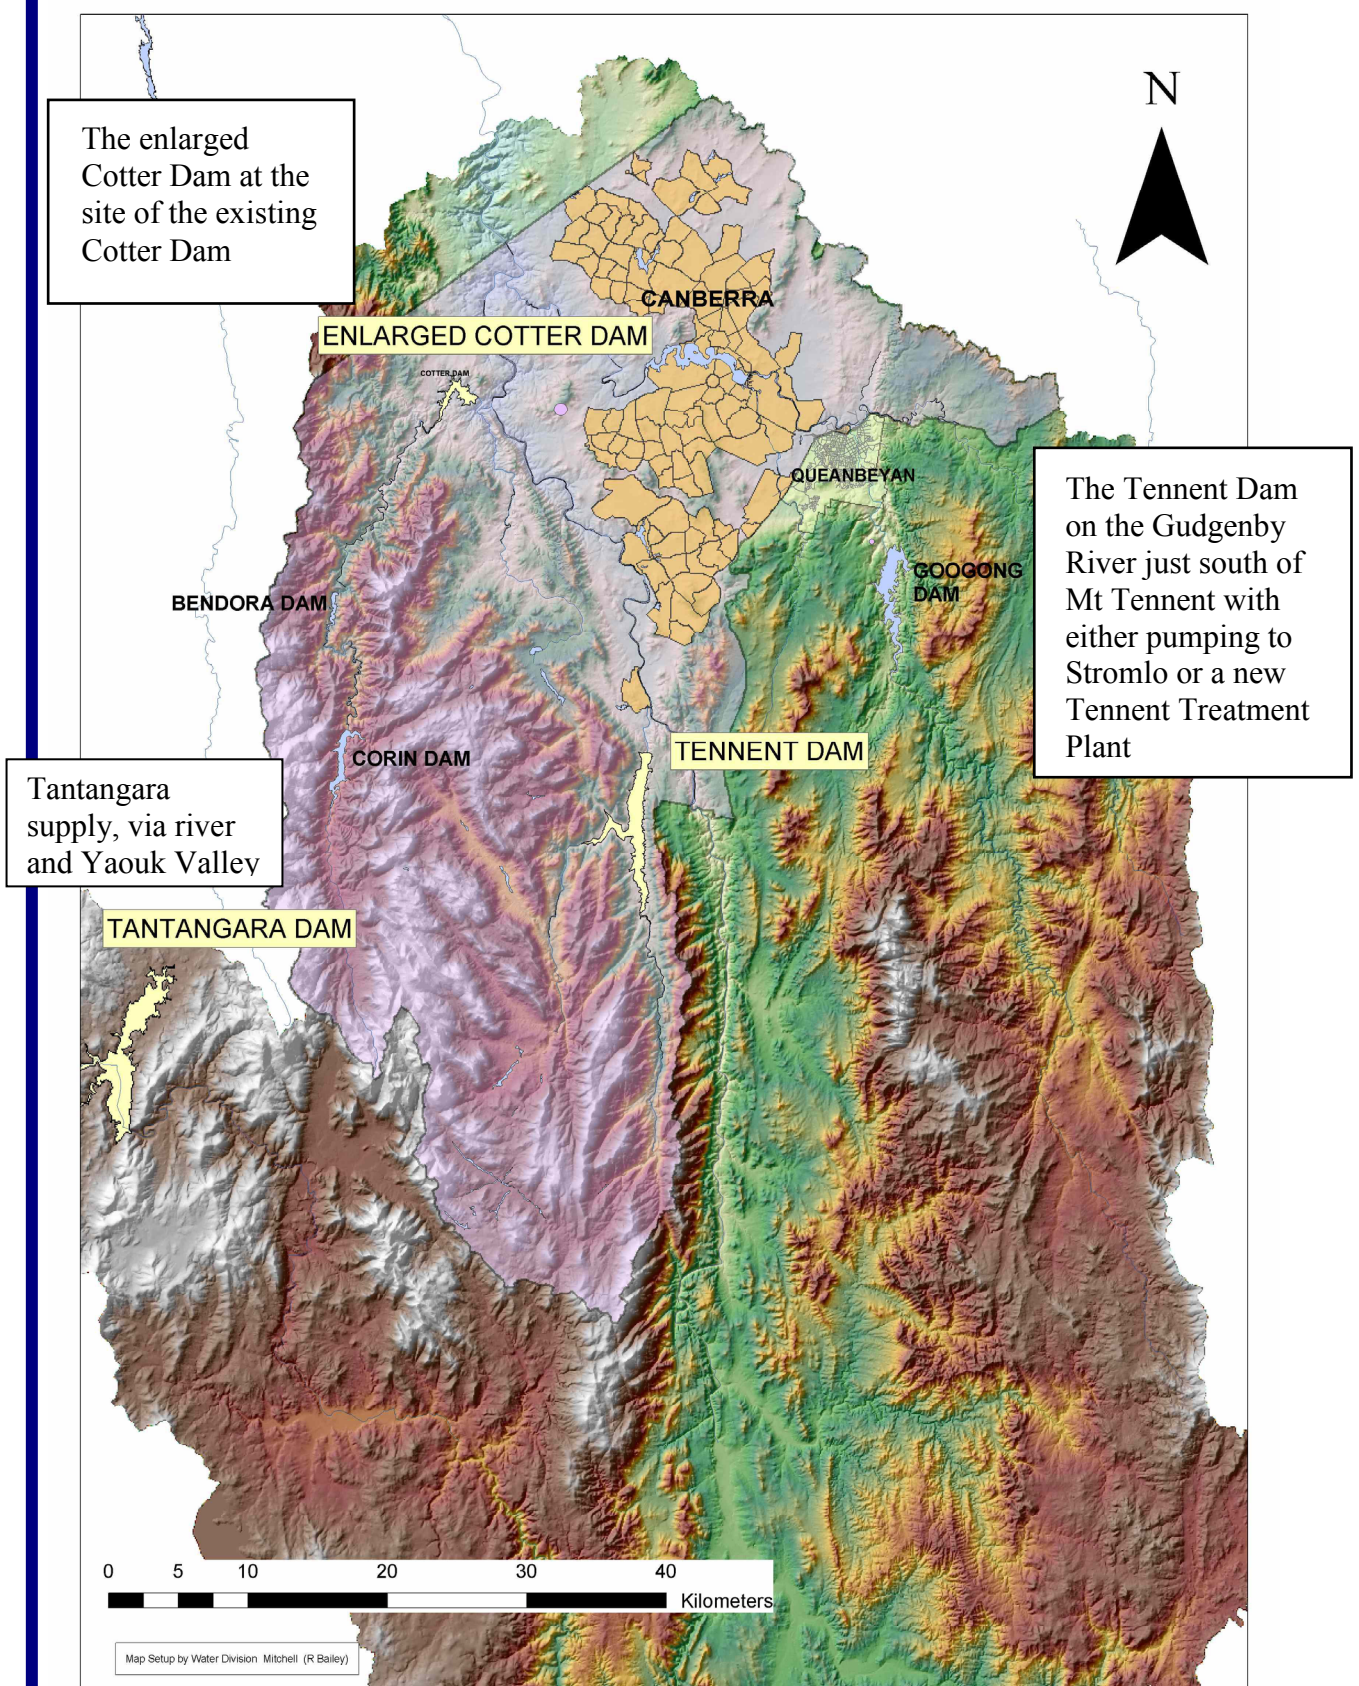 N
The enlarged
Cotter Dam at the
site of the existing
Cotter Dam
CANBERRA
ENLARGED COTTER DAM
COTTER DAM
QUEANBEYAN
The Tennent Dam
on the Gudgenby
River just south of
Mt Tennent with
either pumping to
Stromlo or a new
Tennent Treatment
Plant
GOOGONG
DAM
BENDORA DAM
TENNENT DAM
CORIN DAM
Tantangara
supply, via river
and Yaouk Valley
TANTANGARA DAM
0 5 10 20 30 40
Kilometers
Map Setup by Water Division Mitchell (R Bailey)